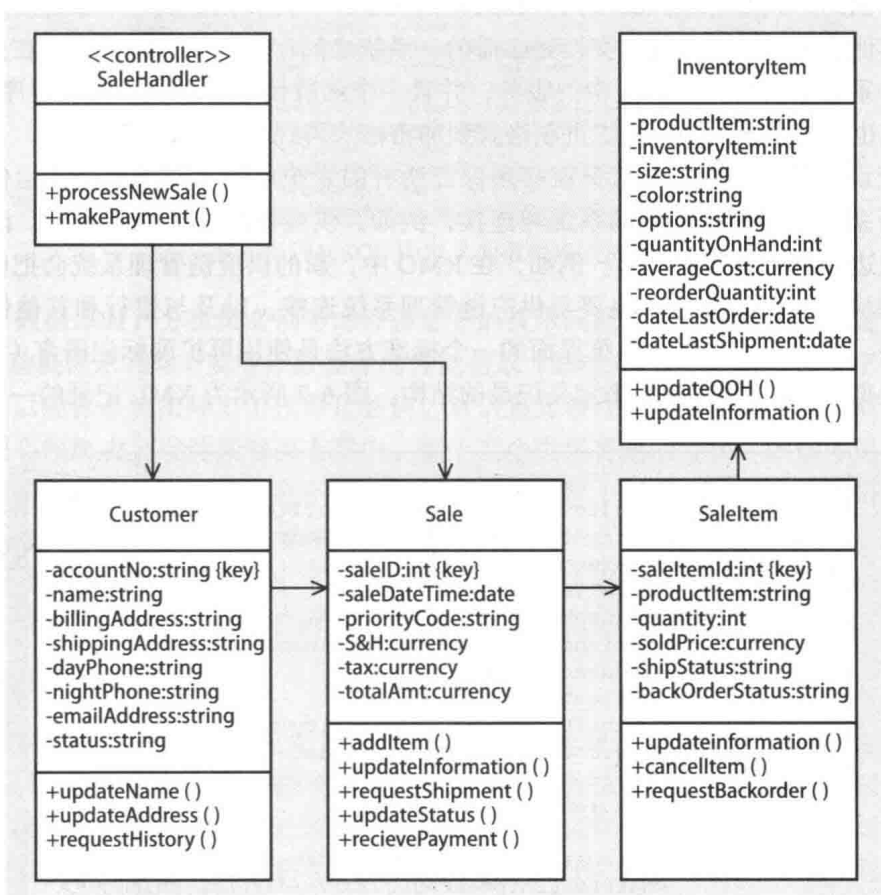 <<controller>>
SaleHandler
+processNewSale ( )
+makePayment ( )
InventoryItem
-productItem:string
-inventoryItem:int
-size:string
-color:string
-options:string
-quantityOnHand:int
-averageCost:currency
-reorderQuantity:int
-dateLastOrder:date
-dateLastShipment:date
+updateQOH ( )
+updateInformation ( )
Customer
-accountNo:string {key}
-name:string
-billingAddress:string
-shippingAddress:string
-dayPhone:string
-nightPhone:string
-emailAddress:string
-status:string
+updateName ( )
+updateAddress ( )
+requestHistory ( )
Sale
-saleID:int {key}
-saleDateTime:date
-priorityCode:string
-S&H:currency
-tax:currency
-totalAmt:currency
+addItem ( )
+updateInformation ( )
+requestShipment ( )
+updateStatus ( )
+recievePayment ( )
SaleItem
-saleItemId:int {key}
-productItem:string
-quantity:int
-soldPrice:currency
-shipStatus:string
-backOrderStatus:string
+updateinformation ( )
+cancelItem ( )
+requestBackorder ( )